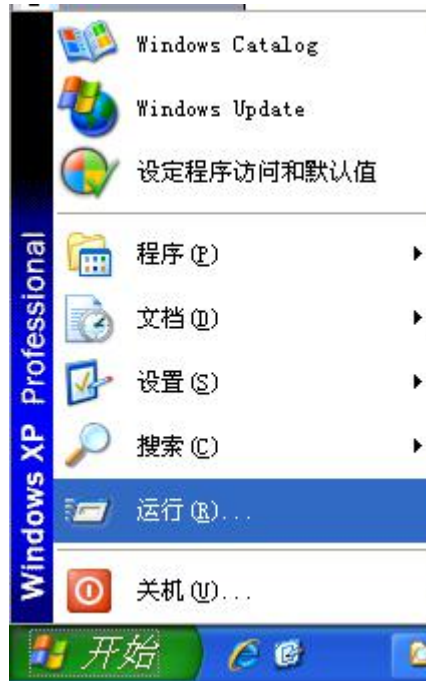 Windows Catalog
Windows Update
设定程序访问和默认值
程序(P)
文档(D)
设置(S)
搜索(C)
运行(R)...
关机(U)...
Windows XP Professional
开始